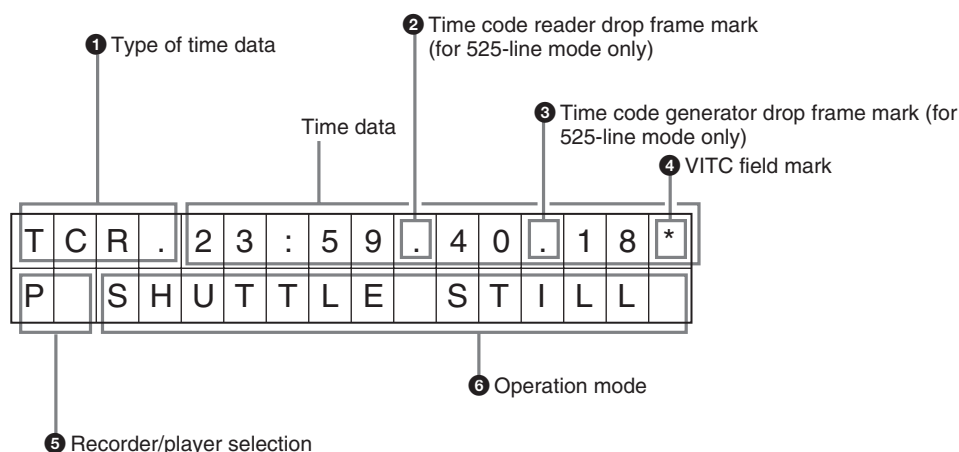 ❷ Time code reader drop frame mark
(for 525-line mode only)
❶ Type of time data
❸ Time code generator drop frame mark (for
525-line mode only)
Time data
❹ VITC field mark
TCR.23:59.40.18*
P SHUTTLE STILL
❻ Operation mode
❺ Recorder/player selection